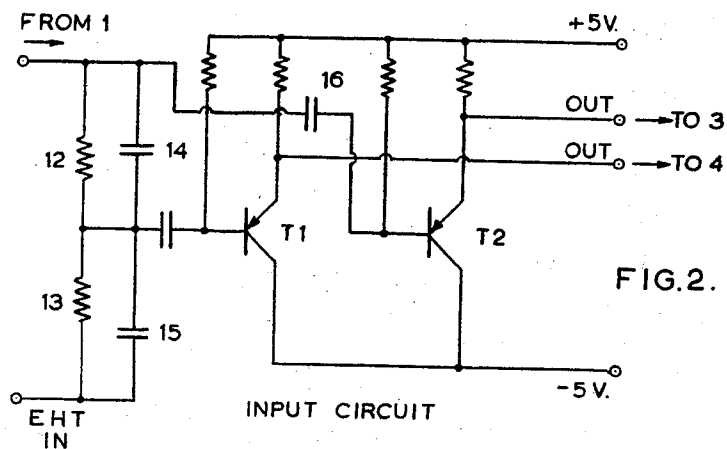 FROM 1
+5V.
16
OUT
TO 3
12
14
OUT
TO 4
T1
T2
FIG.2.
13
15
-5V.
EHT
IN
INPUT CIRCUIT